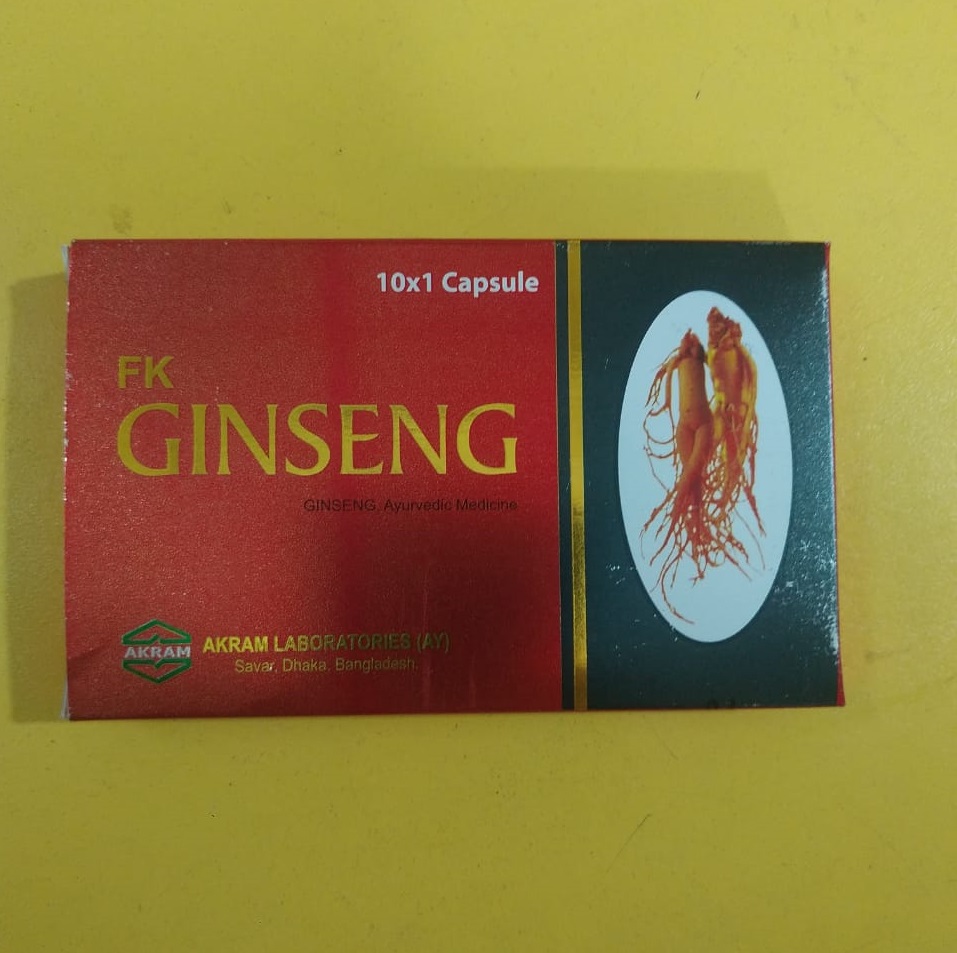 10x1 Capsule
FK
GINSENG
GINSENG, Ayurvedic Medicine
AKRAM
AKRAM LABORATORIES (AY)
Savar, Dhaka, Bangladesh.